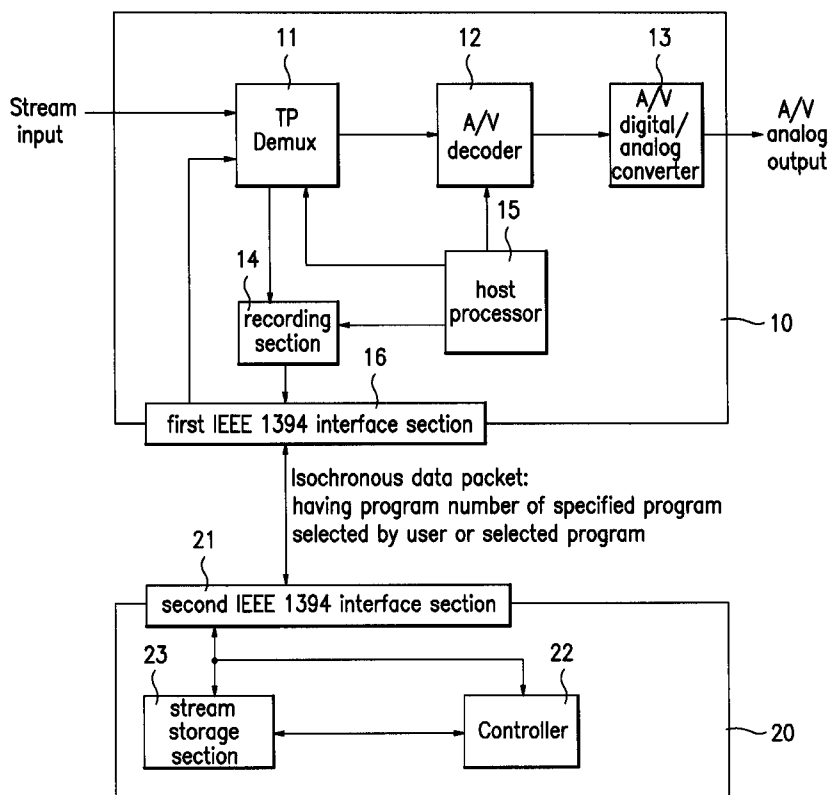 11
12
13
Stream
input
TP
Demux
A/V
decoder
A/V
digital/
analog
converter
A/V
analog
output
15
14
host
processor
recording
section
10
16
first IEEE 1394 interface section
Isochronous data packet:
having program number of specified program
selected by user or selected program
21
second IEEE 1394 interface section
23
22
stream
storage
section
Controller
20